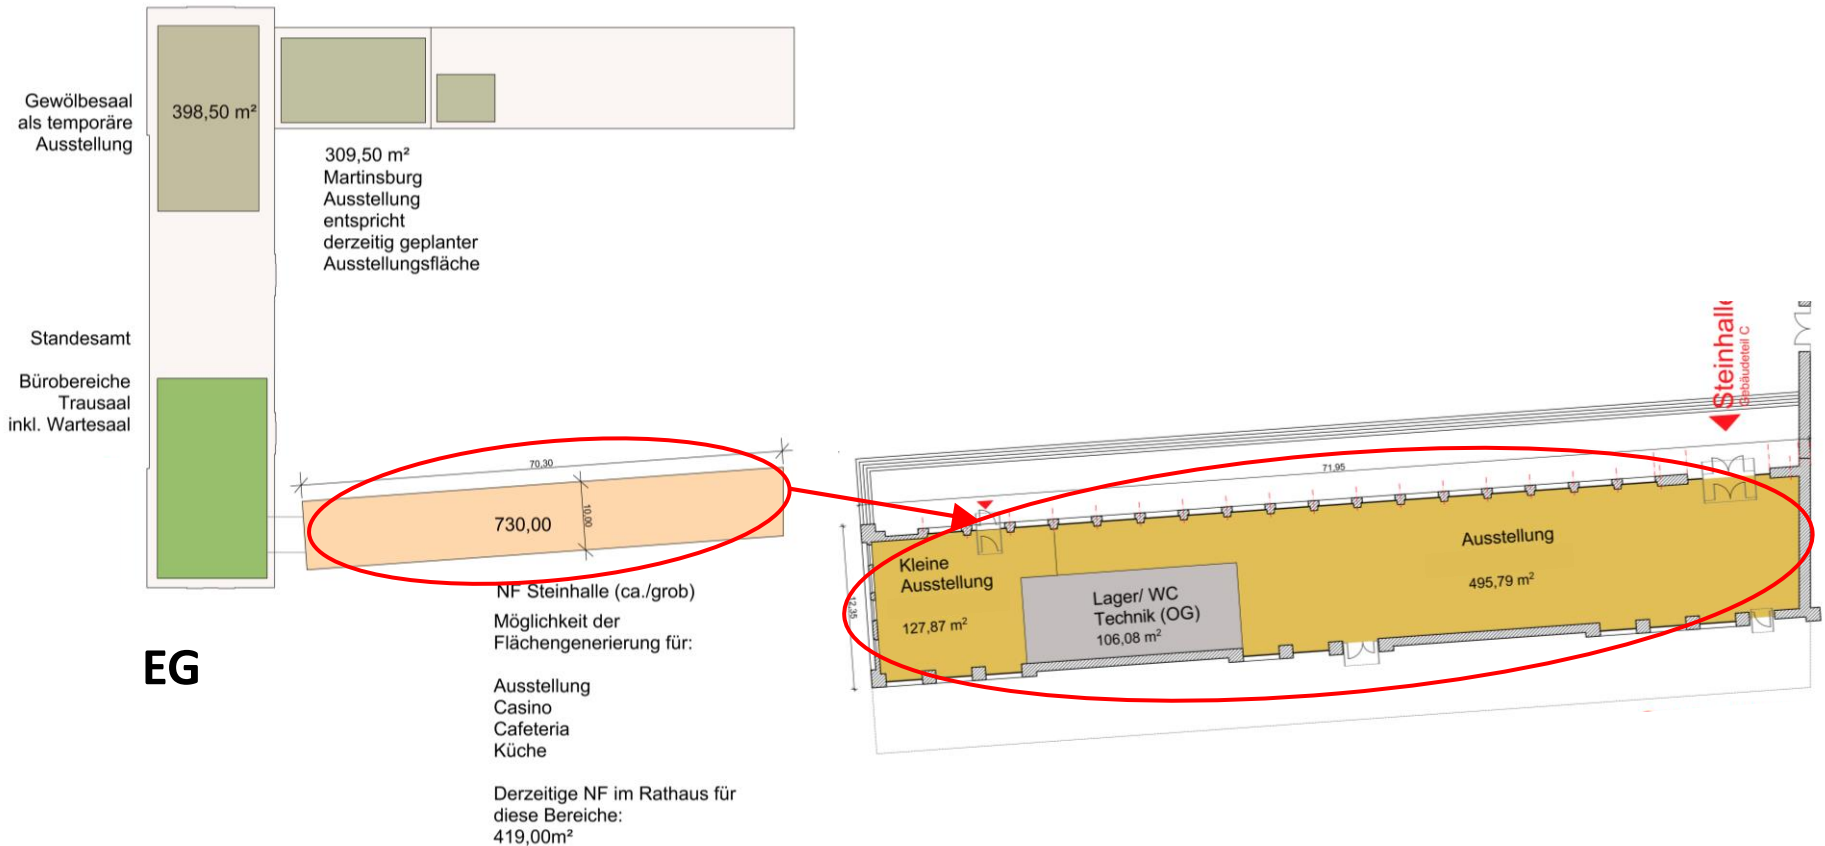 Gewölbesaal
als temporäre
Ausstellung
398,50 m²
309,50 m²
Martinsburg
Ausstellung
entspricht
derzeitig geplanter
Ausstellungsfläche
Standesamt
Bürobereiche
Trausaal
inkl. Wartesaal
70,30
730,00
10,00
NF Steinhalle (ca./grob)
Möglichkeit der
Flächengenerierung für:
Ausstellung
Casino
Cafeteria
Küche
Derzeitige NF im Rathaus für
diese Bereiche:
419,00m²
EG
Steinhalle
Gebäudeteil C
71,95
12,35
Kleine
Ausstellung
127,87 m²
Lager/ WC
Technik (OG)
106,08 m²
Ausstellung
495,79 m²